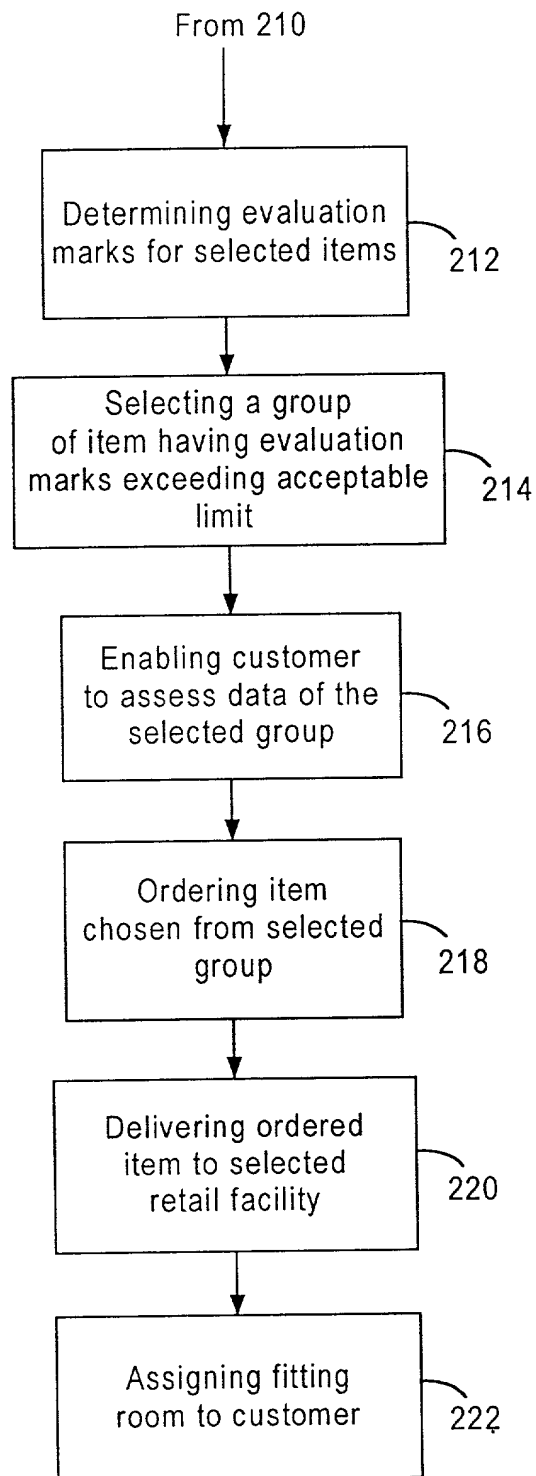 From 210
Determining evaluation
marks for selected items
212
Selecting a group
of item having evaluation
marks exceeding acceptable
limit
214
Enabling customer
to assess data of the
selected group
216
Ordering item
chosen from selected
group
218
Delivering ordered
item to selected
retail facility
220
Assigning fitting
room to customer
222